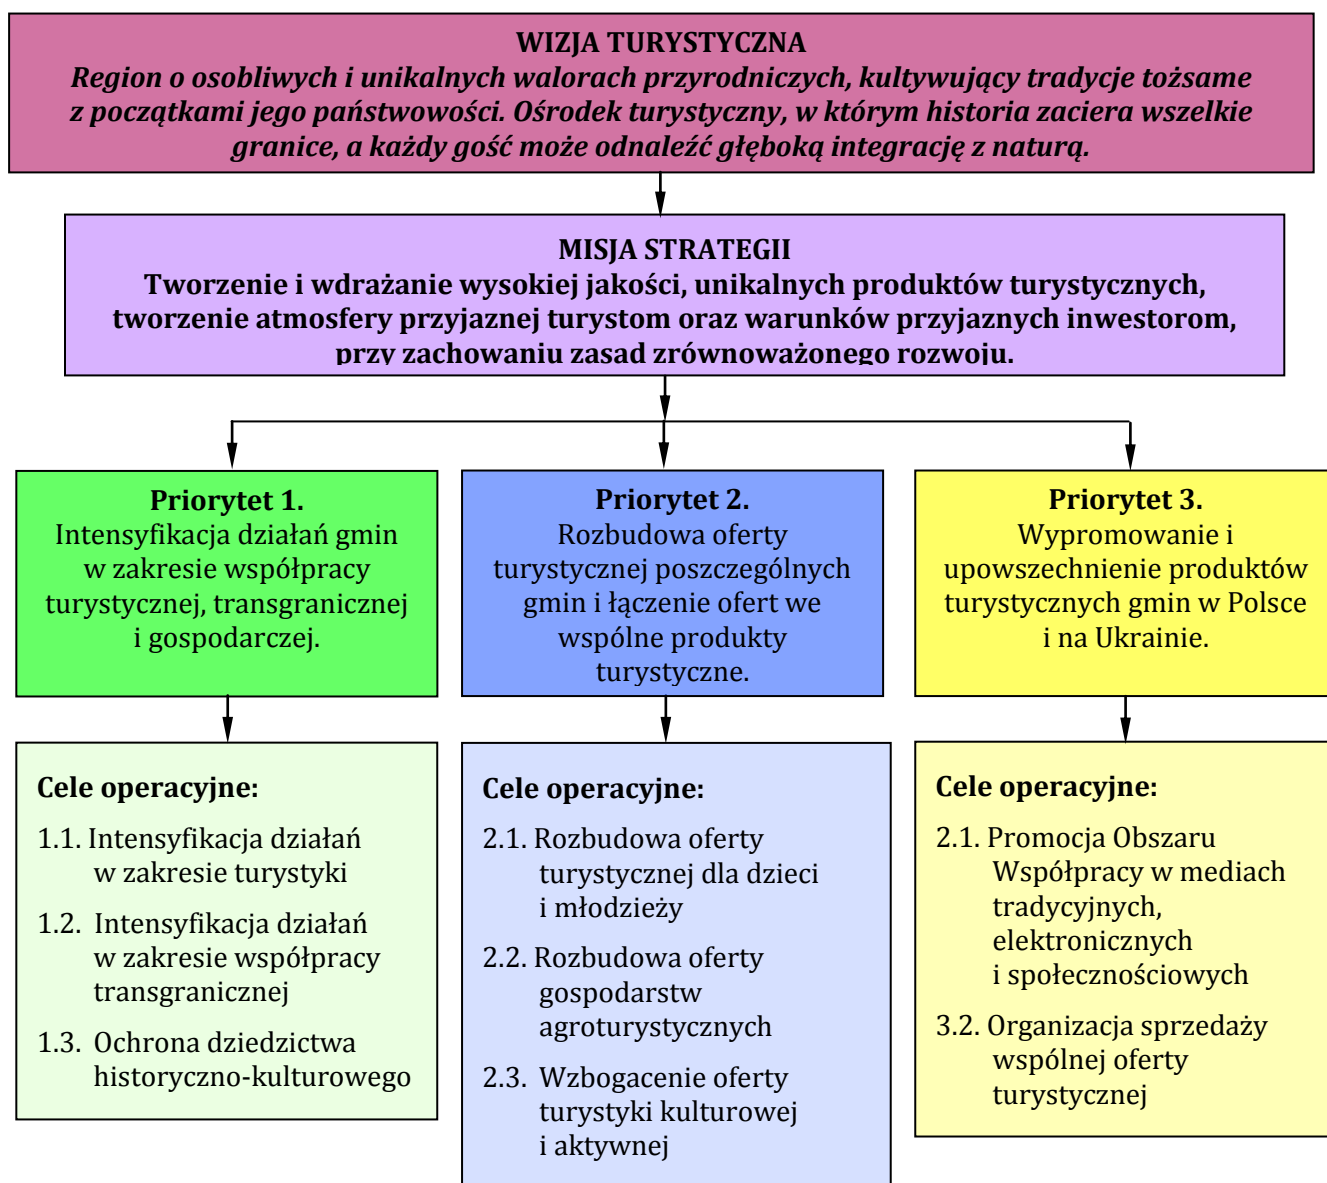 WIZJA TURYSTYCZNA
Region o osobliwych i unikalnych walorach przyrodniczych, kultywujący tradycje tożsame
z początkami jego państwowości. Ośrodek turystyczny, w którym historia zaciera wszelkie
granice, a każdy gość może odnaleźć głęboką integrację z naturą.
MISJA STRATEGII
Tworzenie i wdrażanie wysokiej jakości, unikalnych produktów turystycznych,
tworzenie atmosfery przyjaznej turystom oraz warunków przyjaznych inwestorom,
przy zachowaniu zasad zrównoważonego rozwoju.
Priorytet 1.
Intensyfikacja działań gmin
w zakresie współpracy
turystycznej, transgranicznej
i gospodarczej.
Priorytet 2.
Rozbudowa oferty
turystycznej poszczególnych
gmin i łączenie ofert we
wspólne produkty
turystyczne.
Priorytet 3.
Wypromowanie i
upowszechnienie produktów
turystycznych gmin w Polsce
i na Ukrainie.
Cele operacyjne:
1.1. Intensyfikacja działań
w zakresie turystyki
1.2. Intensyfikacja działań
w zakresie współpracy
transgranicznej
1.3. Ochrona dziedzictwa
historyczno-kulturowego
Cele operacyjne:
2.1. Rozbudowa oferty
turystycznej dla dzieci
i młodzieży
2.2. Rozbudowa oferty
gospodarstw
agroturystycznych
2.3. Wzbogacenie oferty
turystyki kulturowej
i aktywnej
Cele operacyjne:
2.1. Promocja Obszaru
Współpracy w mediach
tradycyjnych,
elektronicznych
i społecznościowych
3.2. Organizacja sprzedaży
wspólnej oferty
turystycznej